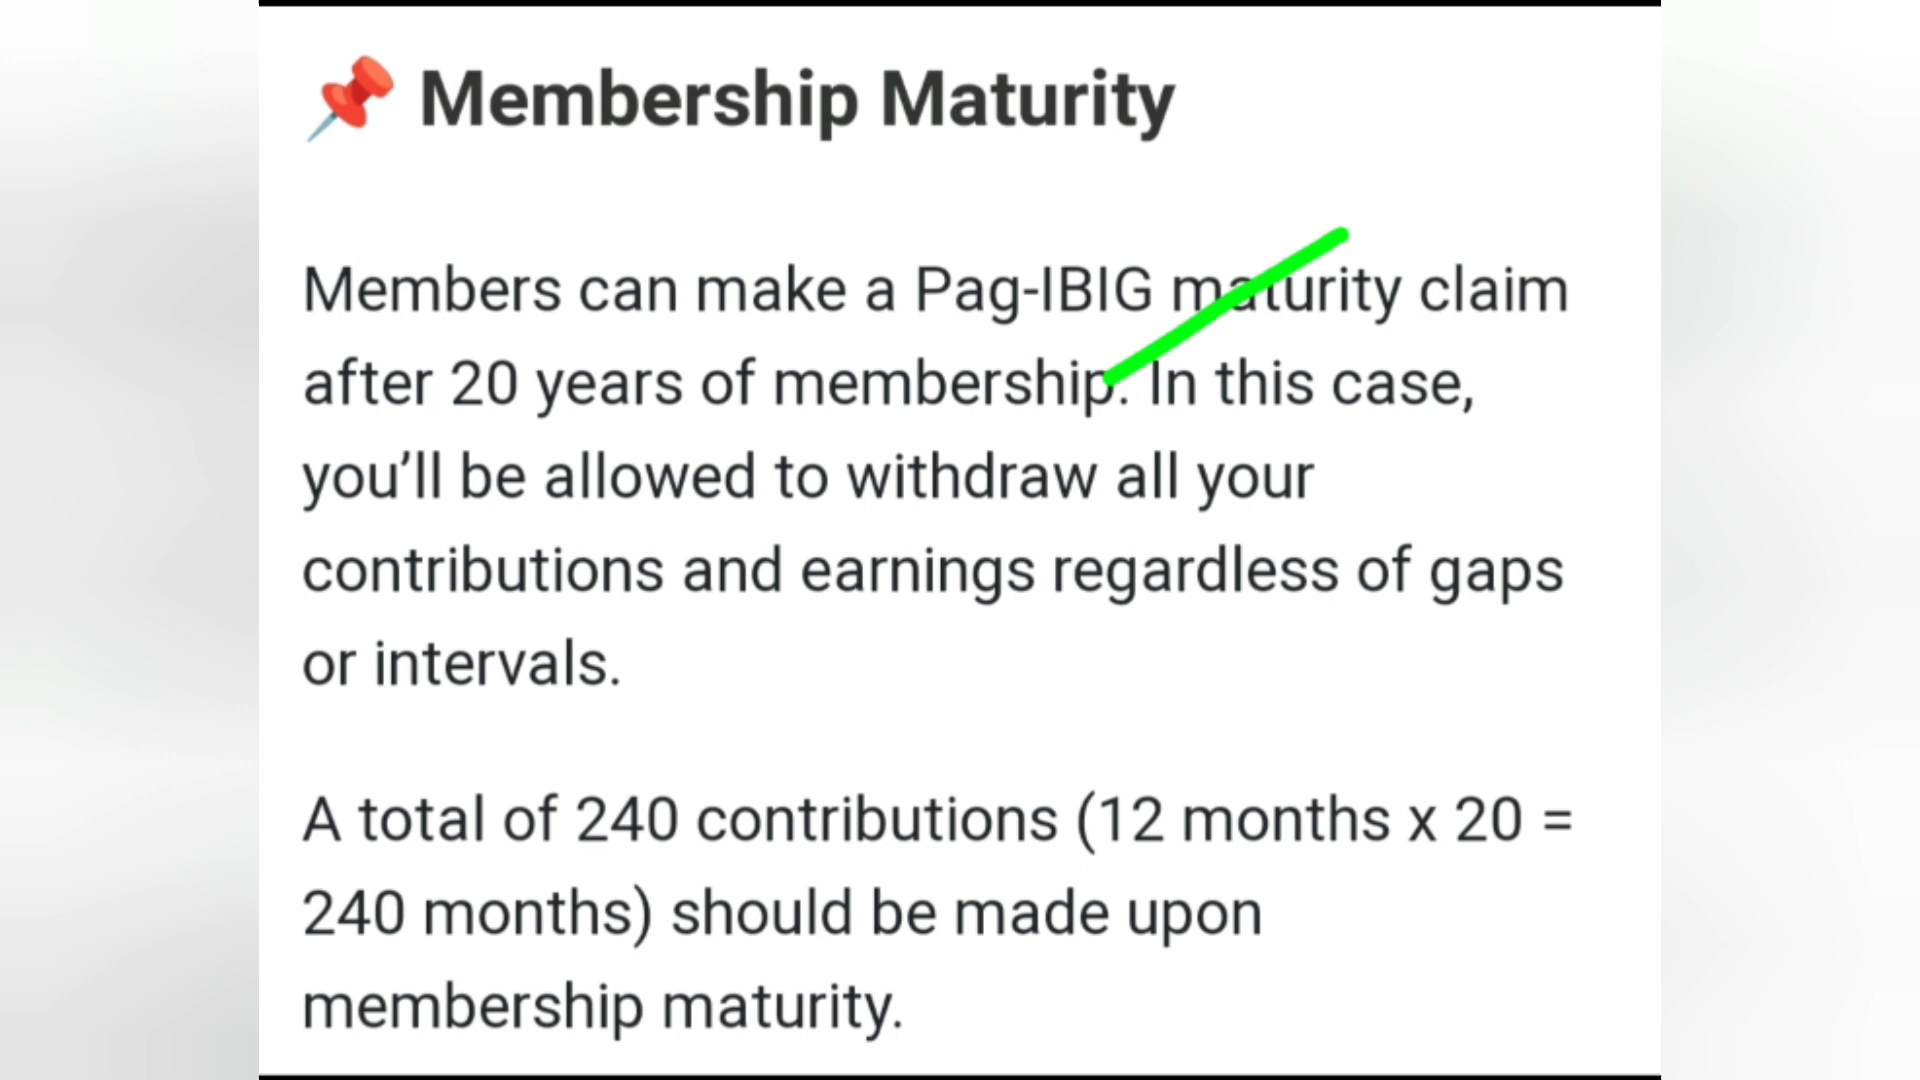 Membership Maturity
Members can make a Pag-IBIG maturity claim
after 20 years of membership. In this case,
you’ll be allowed to withdraw all your
contributions and earnings regardless of gaps
or intervals.
A total of 240 contributions (12 months x 20 =
240 months) should be made upon
membership maturity.